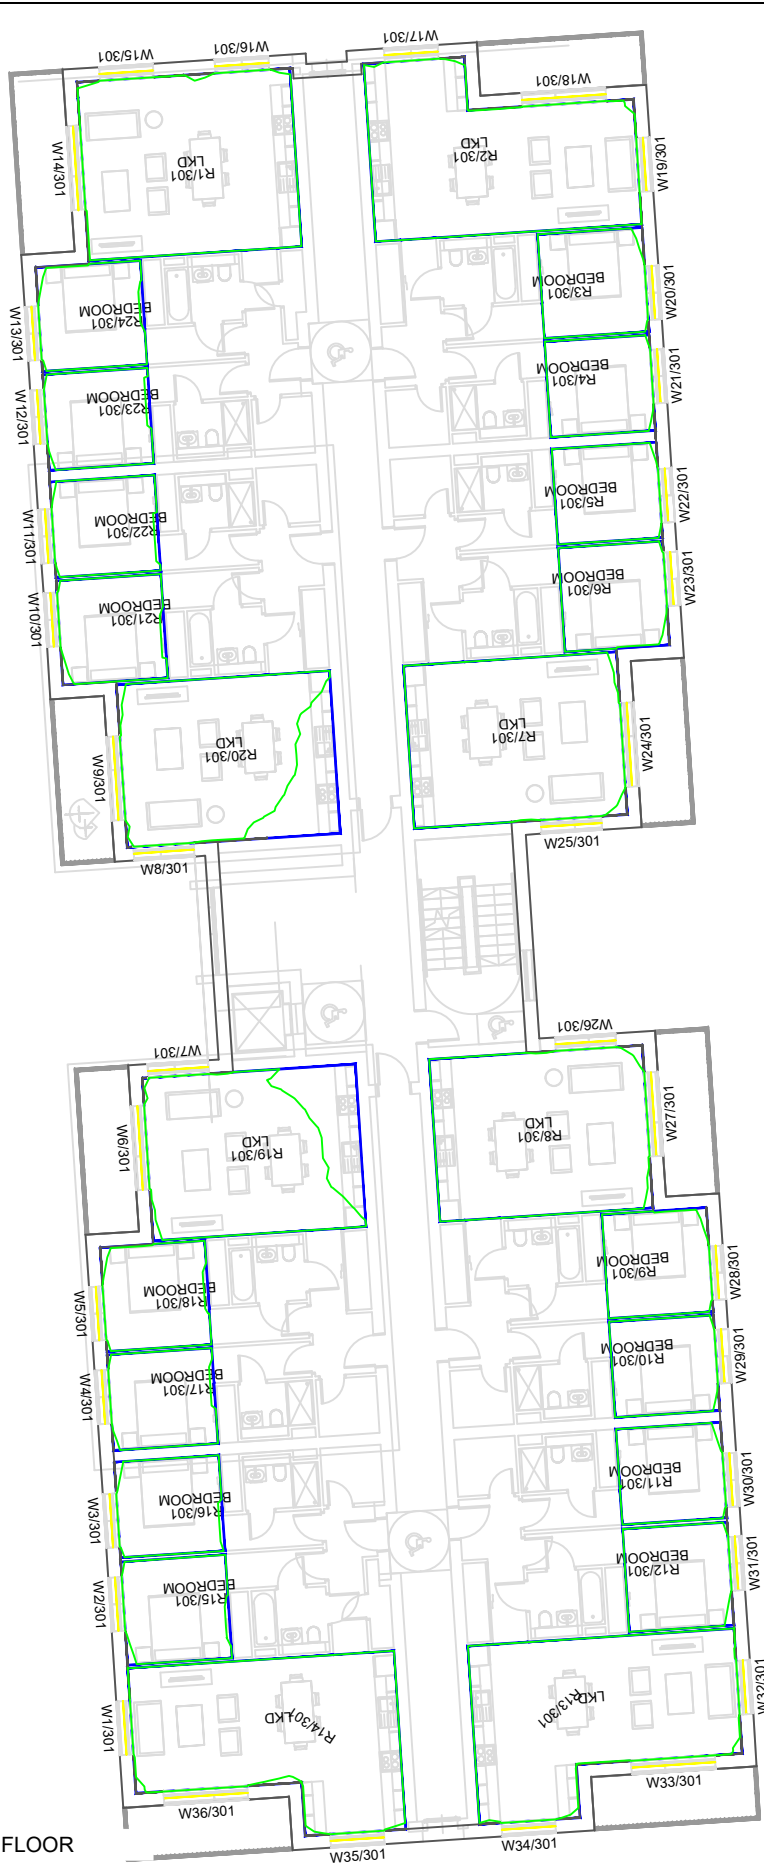 W15/301
W16/301
W17/301
W18/301
W14/301
R1/301
LKD
R2/301
LKD
W19/301
W13/301
R24/301
BEDROOM
R3/301
BEDROOM
W20/301
W12/301
R23/301
BEDROOM
R4/301
BEDROOM
W21/301
W11/301
R22/301
BEDROOM
R5/301
BEDROOM
W22/301
W10/301
R21/301
BEDROOM
R6/301
BEDROOM
W23/301
W9/301
R20/301
LKD
R7/301
LKD
W24/301
W8/301
W25/301
W7/301
W26/301
W6/301
R19/301
LKD
R8/301
LKD
W27/301
W5/301
R18/301
BEDROOM
R9/301
BEDROOM
W28/301
W4/301
R17/301
BEDROOM
R10/301
BEDROOM
W29/301
W3/301
R16/301
BEDROOM
R11/301
BEDROOM
W30/301
W2/301
R15/301
BEDROOM
R12/301
BEDROOM
W31/301
W1/301
R14/301
LKD
R13/301
LKD
W32/301
W36/301
W33/301
W35/301
W34/301
FLOOR